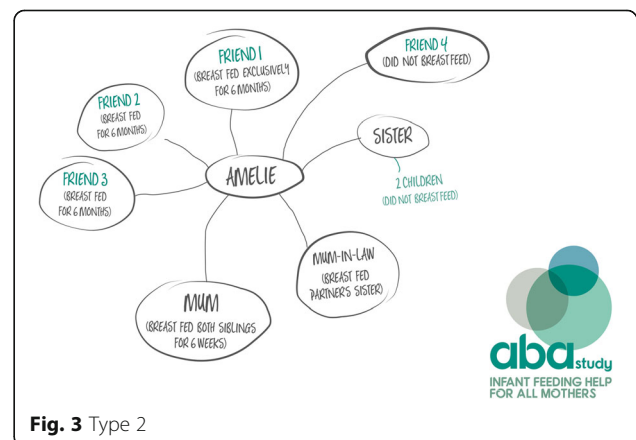 FRIEND 1
(BREAST FED EXCLUSIVELY
FOR 6 MONTHS)
FRIEND 4
(DID NOT BREASTFEED)
FRIEND 2
(BREAST FED
FOR 6 MONTHS)
SISTER
FRIEND 3
(BREAST FED
FOR 6 MONTHS)
AMELIE
2 CHILDREN
(DID NOT BREASTFEED)
MUM-IN-LAW
(BREAST FED
PARTNER'S SISTER)
MUM
(BREAST FED BOTH SIBLINGS
FOR 6 WEEKS)
aba study
INFANT FEEDING HELP
FOR ALL MOTHERS
Fig. 3 Type 2